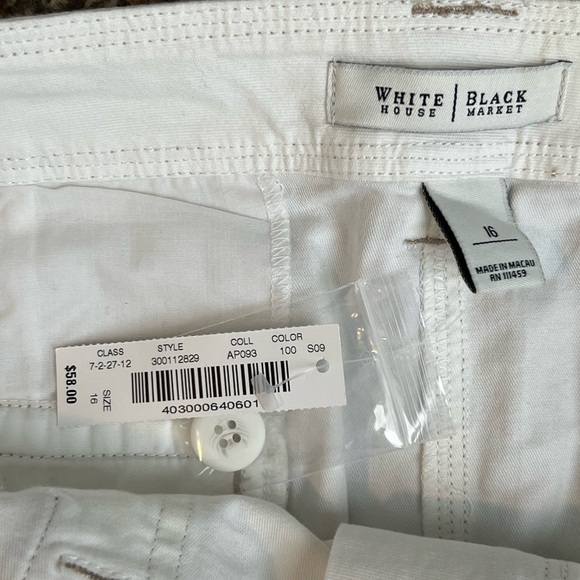 WHITE | BLACK
HOUSE | MARKET
16
MADE IN MACAU
RN 111459
CLASS STYLE COLL COLOR
7-2-27-12 300112829 AP093 100 S09
$58.00
SIZE
16
403000640601